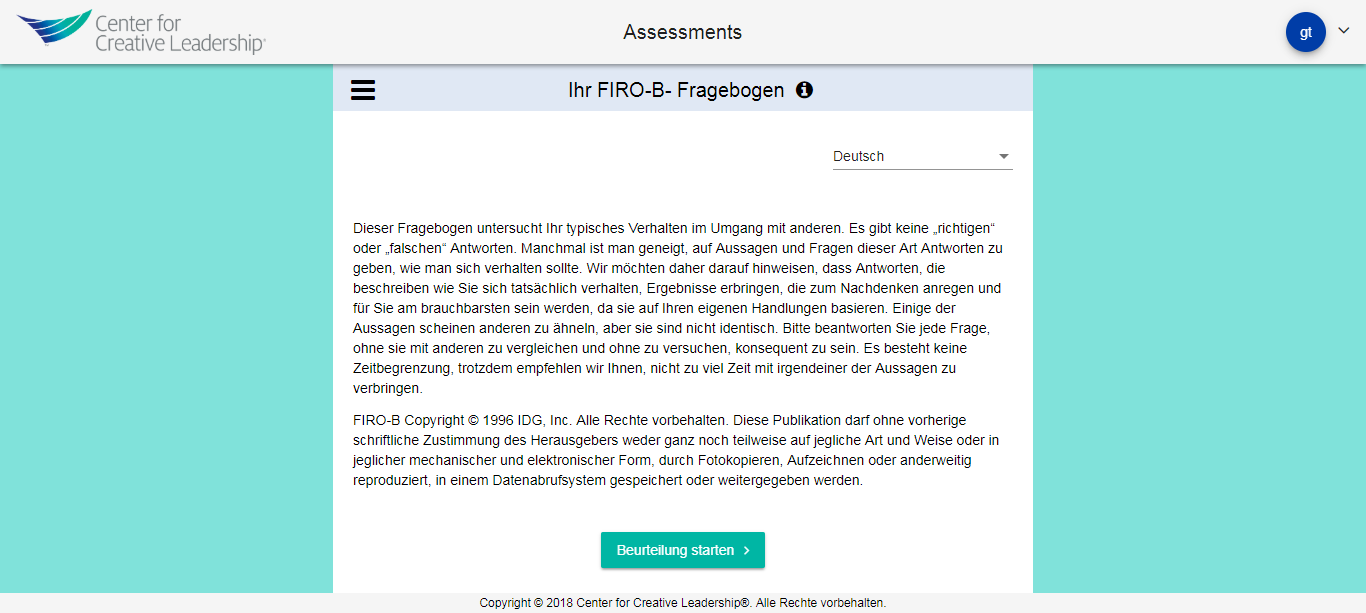 Center for
Creative Leadership®
Assessments
gt
Ihr FIRO-B- Fragebogen
Deutsch
Dieser Fragebogen untersucht Ihr typisches Verhalten im Umgang mit anderen. Es gibt keine „richtigen“
oder „falschen“ Antworten. Manchmal ist man geneigt, auf Aussagen und Fragen dieser Art Antworten zu
geben, wie man sich verhalten sollte. Wir möchten daher darauf hinweisen, dass Antworten, die
beschreiben wie Sie sich tatsächlich verhalten, Ergebnisse erbringen, die zum Nachdenken anregen und
für Sie am brauchbarsten sein werden, da sie auf Ihren eigenen Handlungen basieren. Einige der
Aussagen scheinen anderen zu ähneln, aber sie sind nicht identisch. Bitte beantworten Sie jede Frage,
ohne sie mit anderen zu vergleichen und ohne zu versuchen, konsequent zu sein. Es besteht keine
Zeitbegrenzung, trotzdem empfehlen wir Ihnen, nicht zu viel Zeit mit irgendeiner der Aussagen zu
verbringen.
FIRO-B Copyright © 1996 IDG, Inc. Alle Rechte vorbehalten. Diese Publikation darf ohne vorherige
schriftliche Zustimmung des Herausgebers weder ganz noch teilweise auf jegliche Art und Weise oder in
jeglicher mechanischer und elektronischer Form, durch Fotokopieren, Aufzeichnen oder anderweitig
reproduziert, in einem Datenabrufsystem gespeichert oder weitergegeben werden.
Beurteilung starten
Copyright © 2018 Center for Creative Leadership®. Alle Rechte vorbehalten.